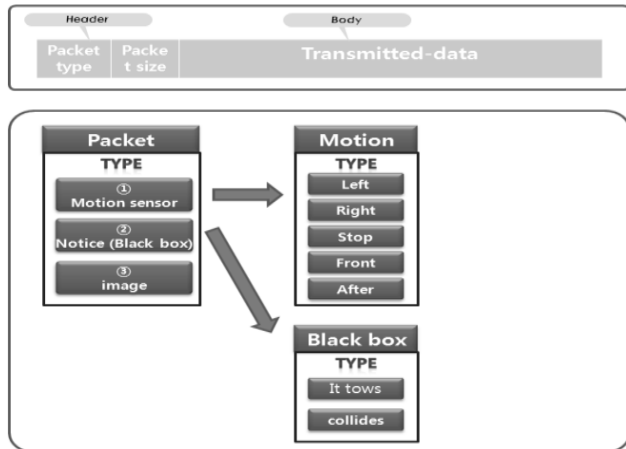 Header
Body
Packet
type
Packe
t size
Transmitted-data
Packet
TYPE
①
Motion sensor
②
Notice (Black box)
③
image
Motion
TYPE
Left
Right
Stop
Front
After
Black box
TYPE
It tows
collides